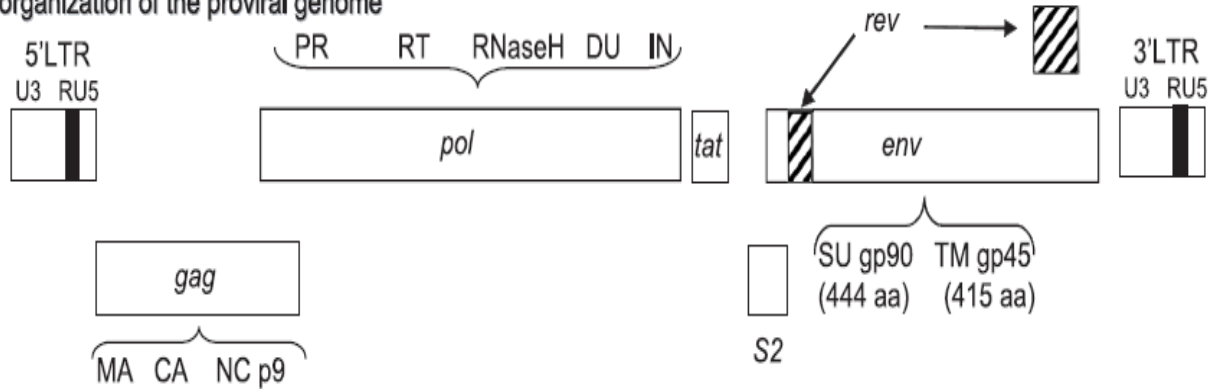 organization of the proviral genome
5'LTR
U3 RU5
PR RT RNaseH DU IN
rev
3'LTR
U3 RU5
pol
tat
env
gag
MA CA NC p9
S2
SU gp90 TM gp45
(444 aa) (415 aa)